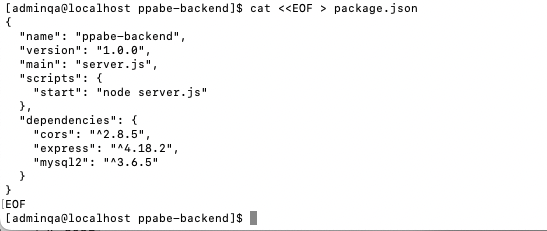 [adminqa@localhost ppabe-backend]$ cat <<EOF > package.json
{
  "name": "ppabe-backend",
  "version": "1.0.0",
  "main": "server.js",
  "scripts": {
    "start": "node server.js"
  },
  "dependencies": {
    "cors": "^2.8.5",
    "express": "^4.18.2",
    "mysql2": "^3.6.5"
  }
}
EOF
[adminqa@localhost ppabe-backend]$